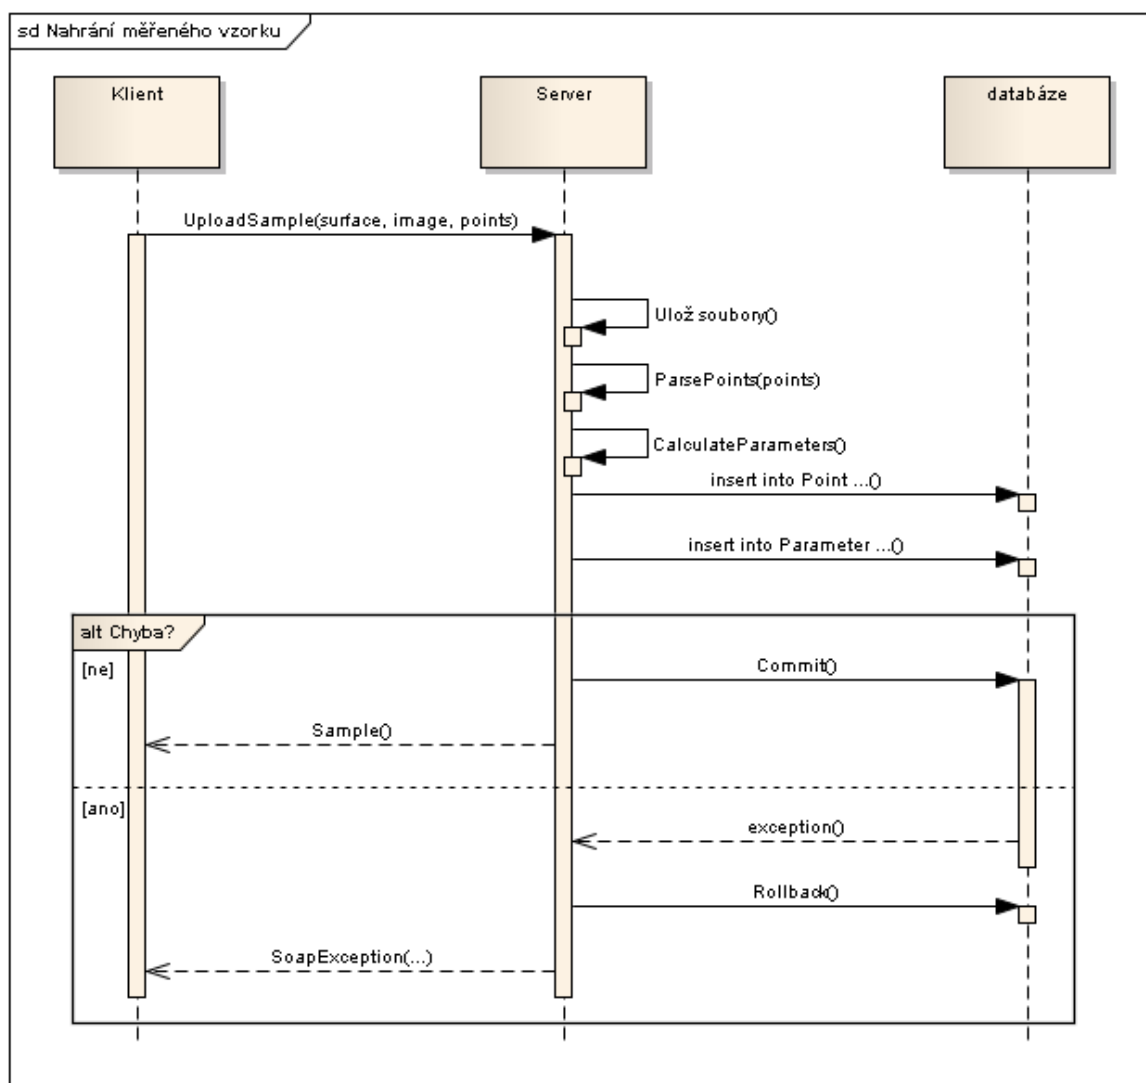 sd Nahrání měřeného vzorku
Klient
Server
databáze
UploadSample(surface, image, points)
Ulož soubory()
ParsePoints(points)
CalculateParameters()
insert into Point ...()
insert into Parameter ...()
alt Chyba?
[ne]
Commit()
Sample()
[ano]
exception()
Rollback()
SoapException(...)